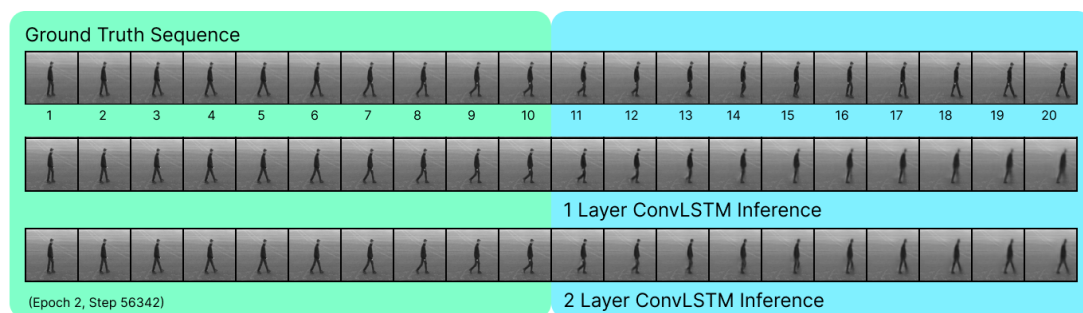 Ground Truth Sequence
1 2 3 4 5 6 7 8 9 10 11 12 13 14 15 16 17 18 19 20
1 Layer ConvLSTM Inference
(Epoch 2, Step 56342)
2 Layer ConvLSTM Inference